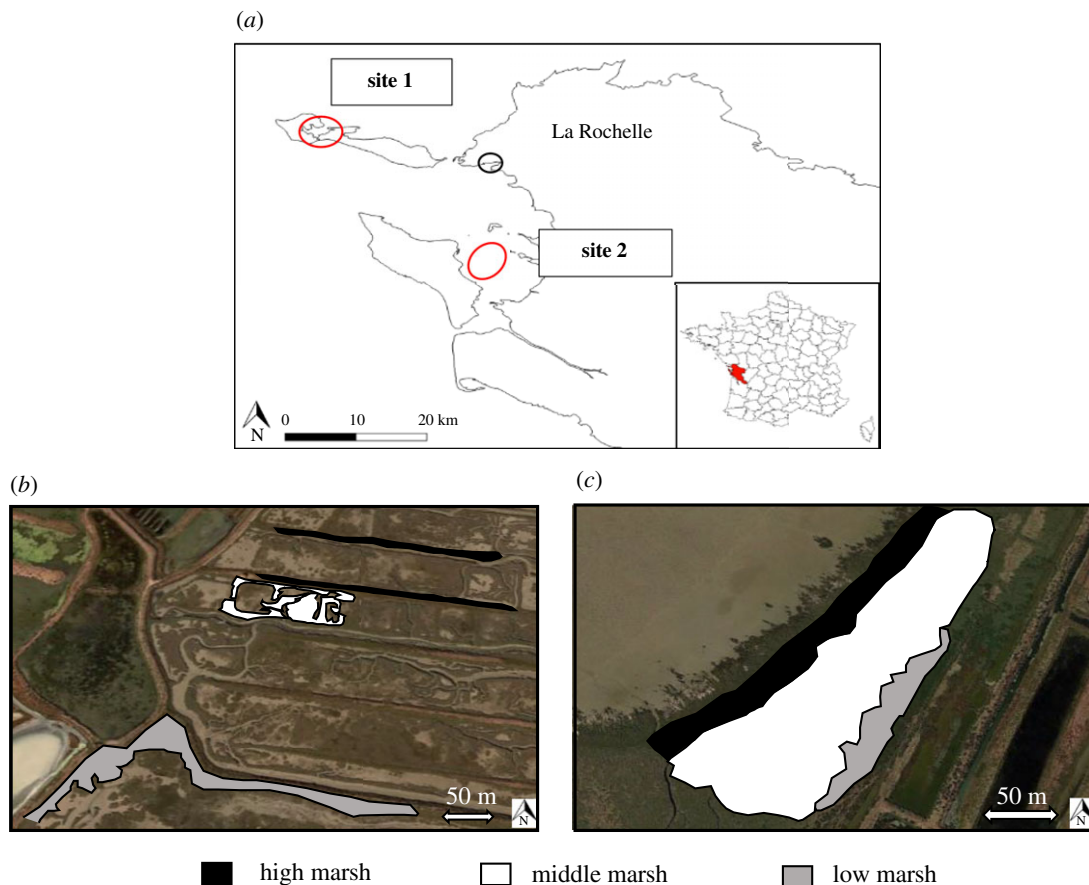 (a)
site 1
La Rochelle
site 2
0 10 20 km
N
(b)
(c)
50 m
N
50 m
N
high marsh
middle marsh
low marsh